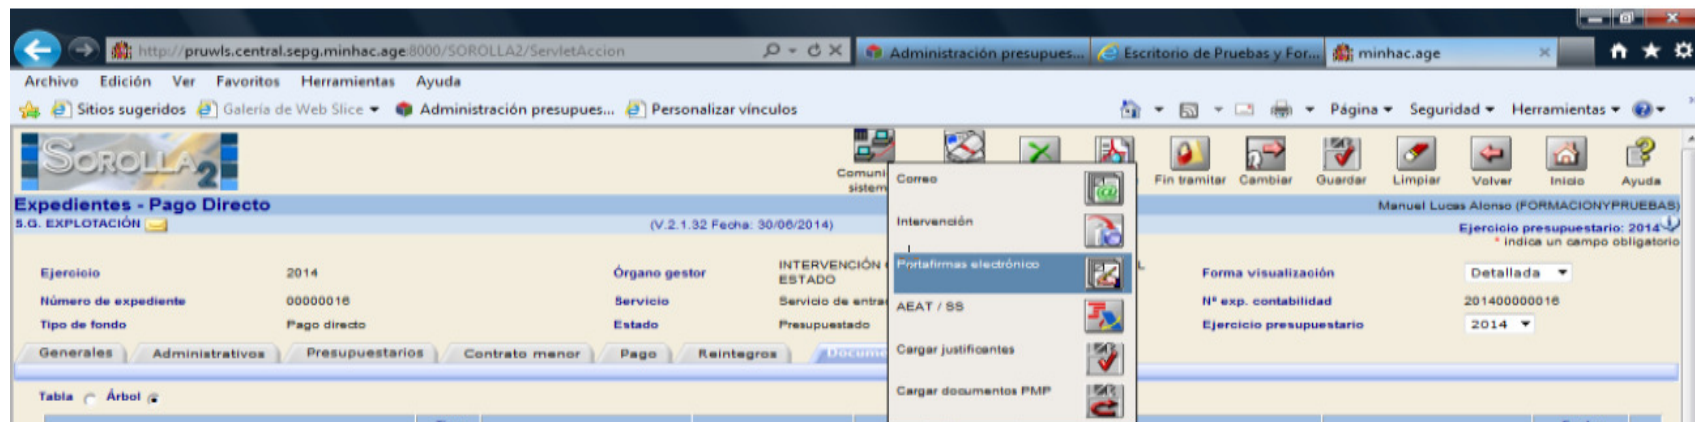 http://pruwls.central.sepg.minhac.age:8000/SOROLLA2/ServletAccion
Administración presupues...
Escritorio de Pruebas y For...
minhac.age
Archivo Edición Ver Favoritos Herramientas Ayuda
Sitios sugeridos Galería de Web Slice Administración presupues... Personalizar vínculos
Página Seguridad Herramientas
SOROLLA2
Comuni
sistem
Fin tramitar Cambiar Guardar Limpiar Volver Inicio Ayuda
Correo
Intervención
Portafirmas electrónico
AEAT / SS
Cargar justificantes
Cargar documentos PMP
Expedientes - Pago Directo
Manuel Lucas Alonso (FORMACIONYPRUEBAS)
S.G. EXPLOTACIÓN
(V.2.1.32 Fecha: 30/06/2014)
Ejercicio presupuestario: 2014
* Indica un campo obligatorio
Ejercicio 2014 Órgano gestor INTERVENCIÓN
ESTADO
Forma visualización Detallada
Número de expediente 00000016 Servicio Servicio de entra
Nº exp. contabilidad 201400000016
Tipo de fondo Pago directo Estado Presupuestado
Ejercicio presupuestario 2014
Generales Administrativos Presupuestarios Contrato menor Pago Reintegros Docume
Tabla Árbol